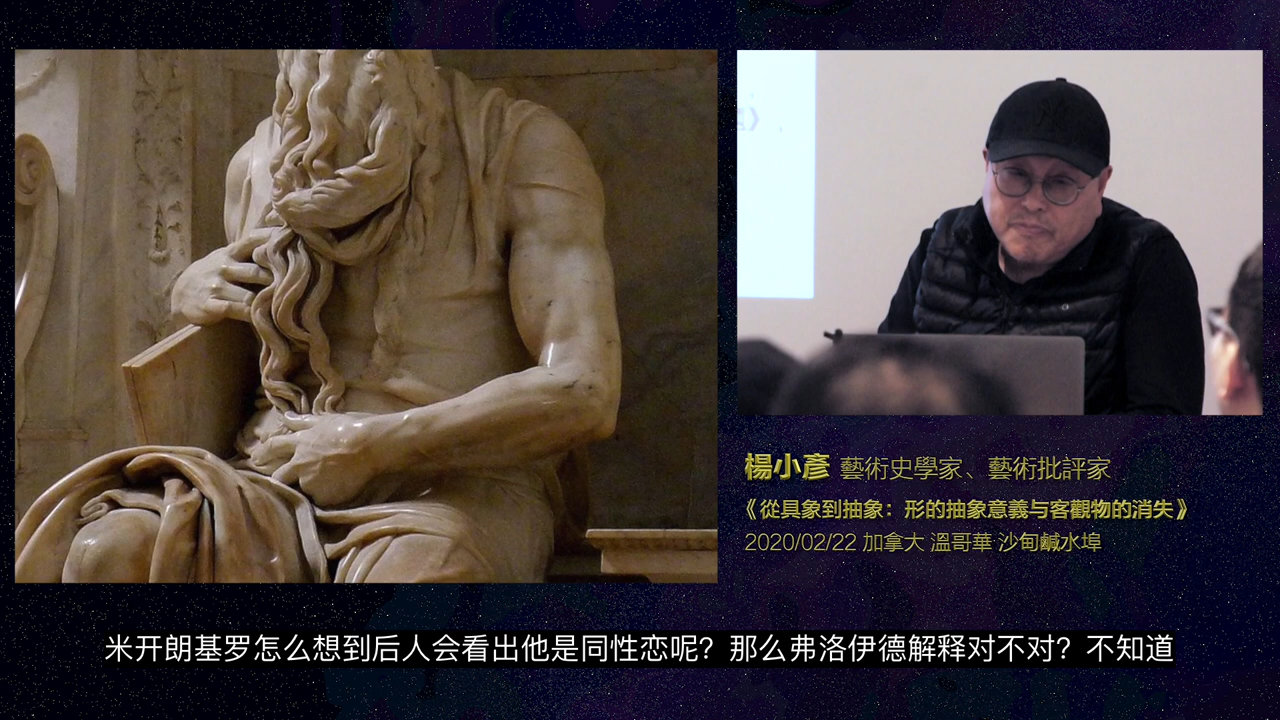 楊小彥 藝術史學家、藝術批評家
《從具象到抽象：形的抽象意義与客觀物的消失》
2020/02/22 加拿大 溫哥華 沙甸鹹水埠
米开朗基罗怎么想到后人会看出他是同性恋呢？那么弗洛伊德解释对不对？不知道